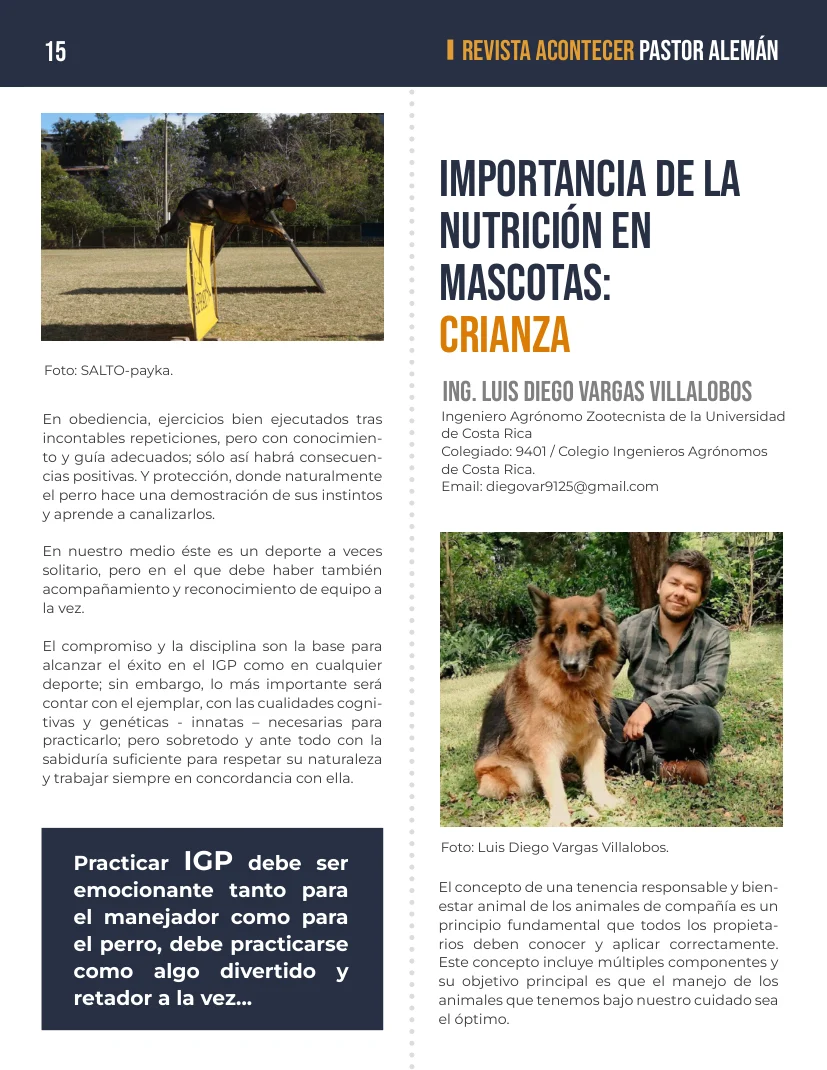 15
REVISTA ACONTECER PASTOR ALEMÁN
Foto: SALTO-payka.
En obediencia, ejercicios bien ejecutados tras
incontables repeticiones, pero con conocimien-
to y guía adecuados; sólo así habrá consecuen-
cias positivas. Y protección, donde naturalmente
el perro hace una demostración de sus instintos
y aprende a canalizarlos.
En nuestro medio éste es un deporte a veces
solitario, pero en el que debe haber también
acompañamiento y reconocimiento de equipo a
la vez.
El compromiso y la disciplina son la base para
alcanzar el éxito en el IGP como en cualquier
deporte; sin embargo, lo más importante será
contar con el ejemplar, con las cualidades cogni-
tivas y genéticas - innatas – necesarias para
practicarlo; pero sobretodo y ante todo con la
sabiduría suficiente para respetar su naturaleza
y trabajar siempre en concordancia con ella.
Practicar IGP debe ser
emocionante tanto para
el manejador como para
el perro, debe practicarse
como algo divertido y
retador a la vez...
IMPORTANCIA DE LA
NUTRICIÓN EN
MASCOTAS:
CRIANZA
ING. LUIS DIEGO VARGAS VILLALOBOS
Ingeniero Agrónomo Zootecnista de la Universidad
de Costa Rica
Colegiado: 9401 / Colegio Ingenieros Agrónomos
de Costa Rica.
Email: diegovar9125@gmail.com
Foto: Luis Diego Vargas Villalobos.
El concepto de una tenencia responsable y bien-
estar animal de los animales de compañía es un
principio fundamental que todos los propieta-
rios deben conocer y aplicar correctamente.
Este concepto incluye múltiples componentes y
su objetivo principal es que el manejo de los
animales que tenemos bajo nuestro cuidado sea
el óptimo.